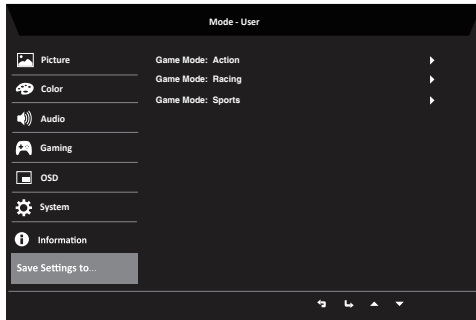 Mode - User
Picture
Color
Audio
Gaming
OSD
System
Information
Save Settings to...
Game Mode: Action
Game Mode: Racing
Game Mode: Sports